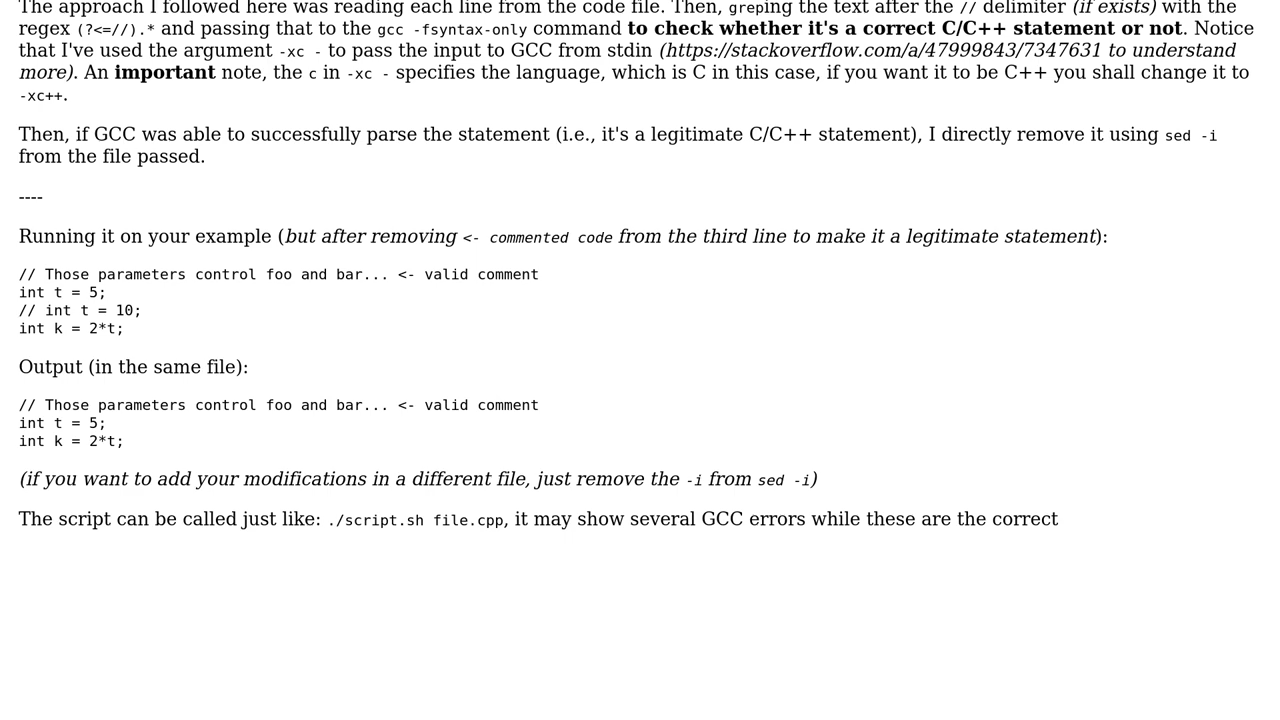 The approach I followed here was reading each line from the code file. Then, greping the text after the // delimiter (if exists) with the
regex (?<=//).* and passing that to the gcc -fsyntax-only command to check whether it's a correct C/C++ statement or not. Notice
that I've used the argument -xc - to pass the input to GCC from stdin (https://stackoverflow.com/a/47999843/7347631 to understand
more). An important note, the c in -xc - specifies the language, which is C in this case, if you want it to be C++ you shall change it to
-xc++.
Then, if GCC was able to successfully parse the statement (i.e., it's a legitimate C/C++ statement), I directly remove it using sed -i
from the file passed.
----
Running it on your example (but after removing <- commented code from the third line to make it a legitimate statement):
// Those parameters control foo and bar... <- valid comment
int t = 5;
// int t = 10;
int k = 2*t;
Output (in the same file):
// Those parameters control foo and bar... <- valid comment
int t = 5;
int k = 2*t;
(if you want to add your modifications in a different file, just remove the -i from sed -i)
The script can be called just like: ./script.sh file.cpp, it may show several GCC errors while these are the correct